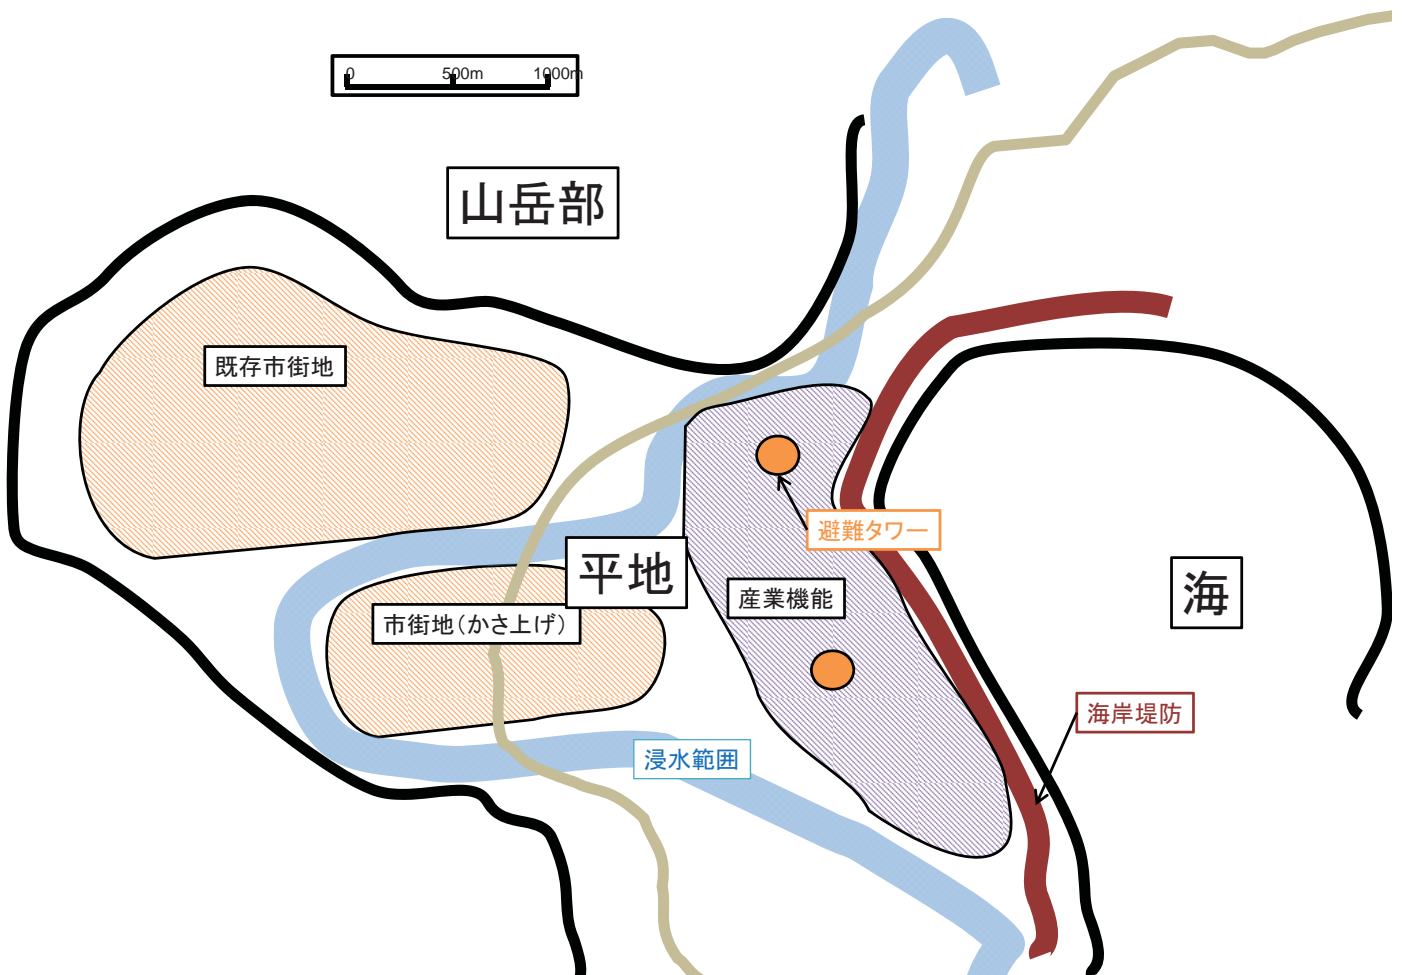 0 500m 1000m
山岳部
既存市街地
避難タワー
平地
産業機能
海
市街地（かさ上げ）
海岸堤防
浸水範囲